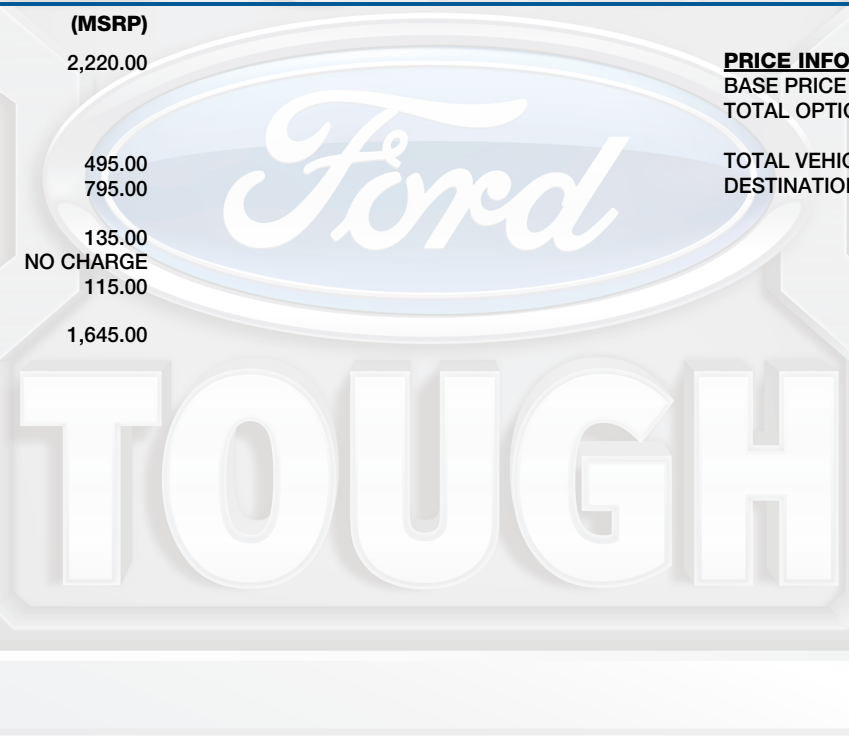 (MSRP)
2,220.00
495.00
795.00
135.00
NO CHARGE
115.00
1,645.00
PRICE INFO
BASE PRICE
TOTAL OPTIO
TOTAL VEHIC
DESTINATION
Ford
TOUGH